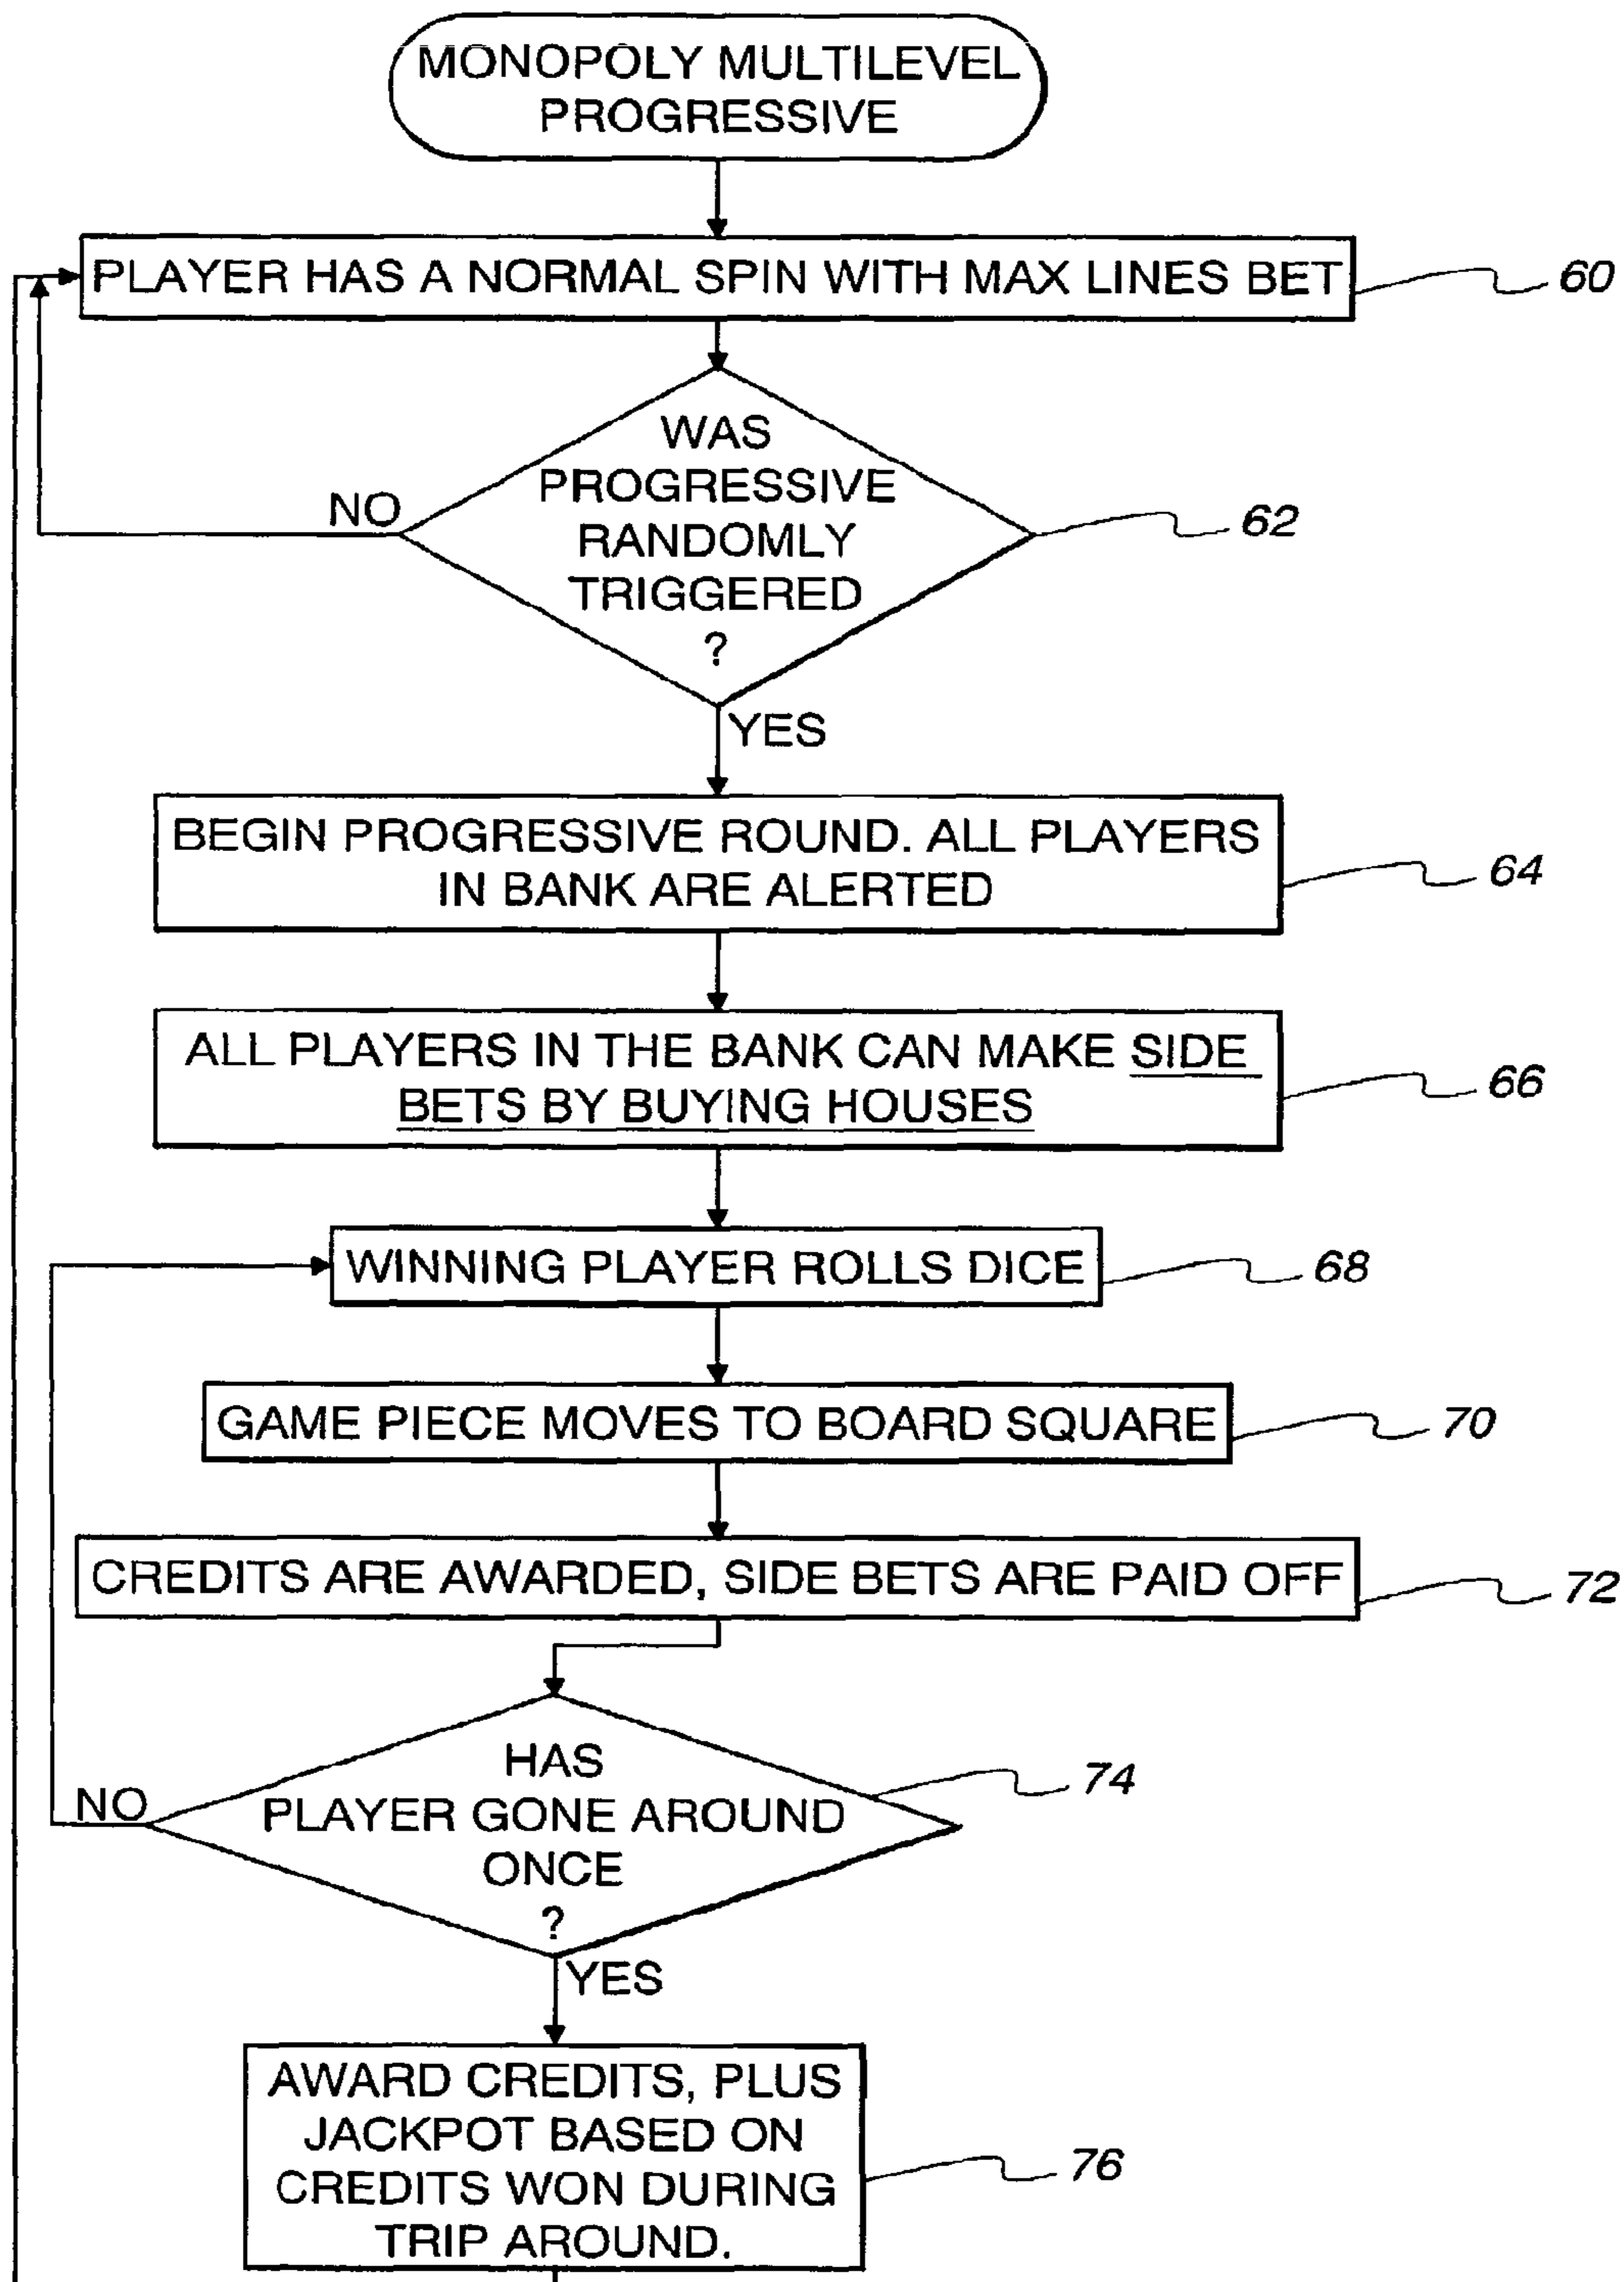 MONOPOLY MULTILEVEL
PROGRESSIVE
PLAYER HAS A NORMAL SPIN WITH MAX LINES BET
60
WAS
PROGRESSIVE
RANDOMLY
TRIGGERED
?
NO
62
YES
BEGIN PROGRESSIVE ROUND. ALL PLAYERS
IN BANK ARE ALERTED
64
ALL PLAYERS IN THE BANK CAN MAKE SIDE
BETS BY BUYING HOUSES
66
WINNING PLAYER ROLLS DICE
68
GAME PIECE MOVES TO BOARD SQUARE
70
CREDITS ARE AWARDED, SIDE BETS ARE PAID OFF
72
HAS
PLAYER GONE AROUND
ONCE
?
74
NO
YES
AWARD CREDITS, PLUS
JACKPOT BASED ON
CREDITS WON DURING
TRIP AROUND.
76